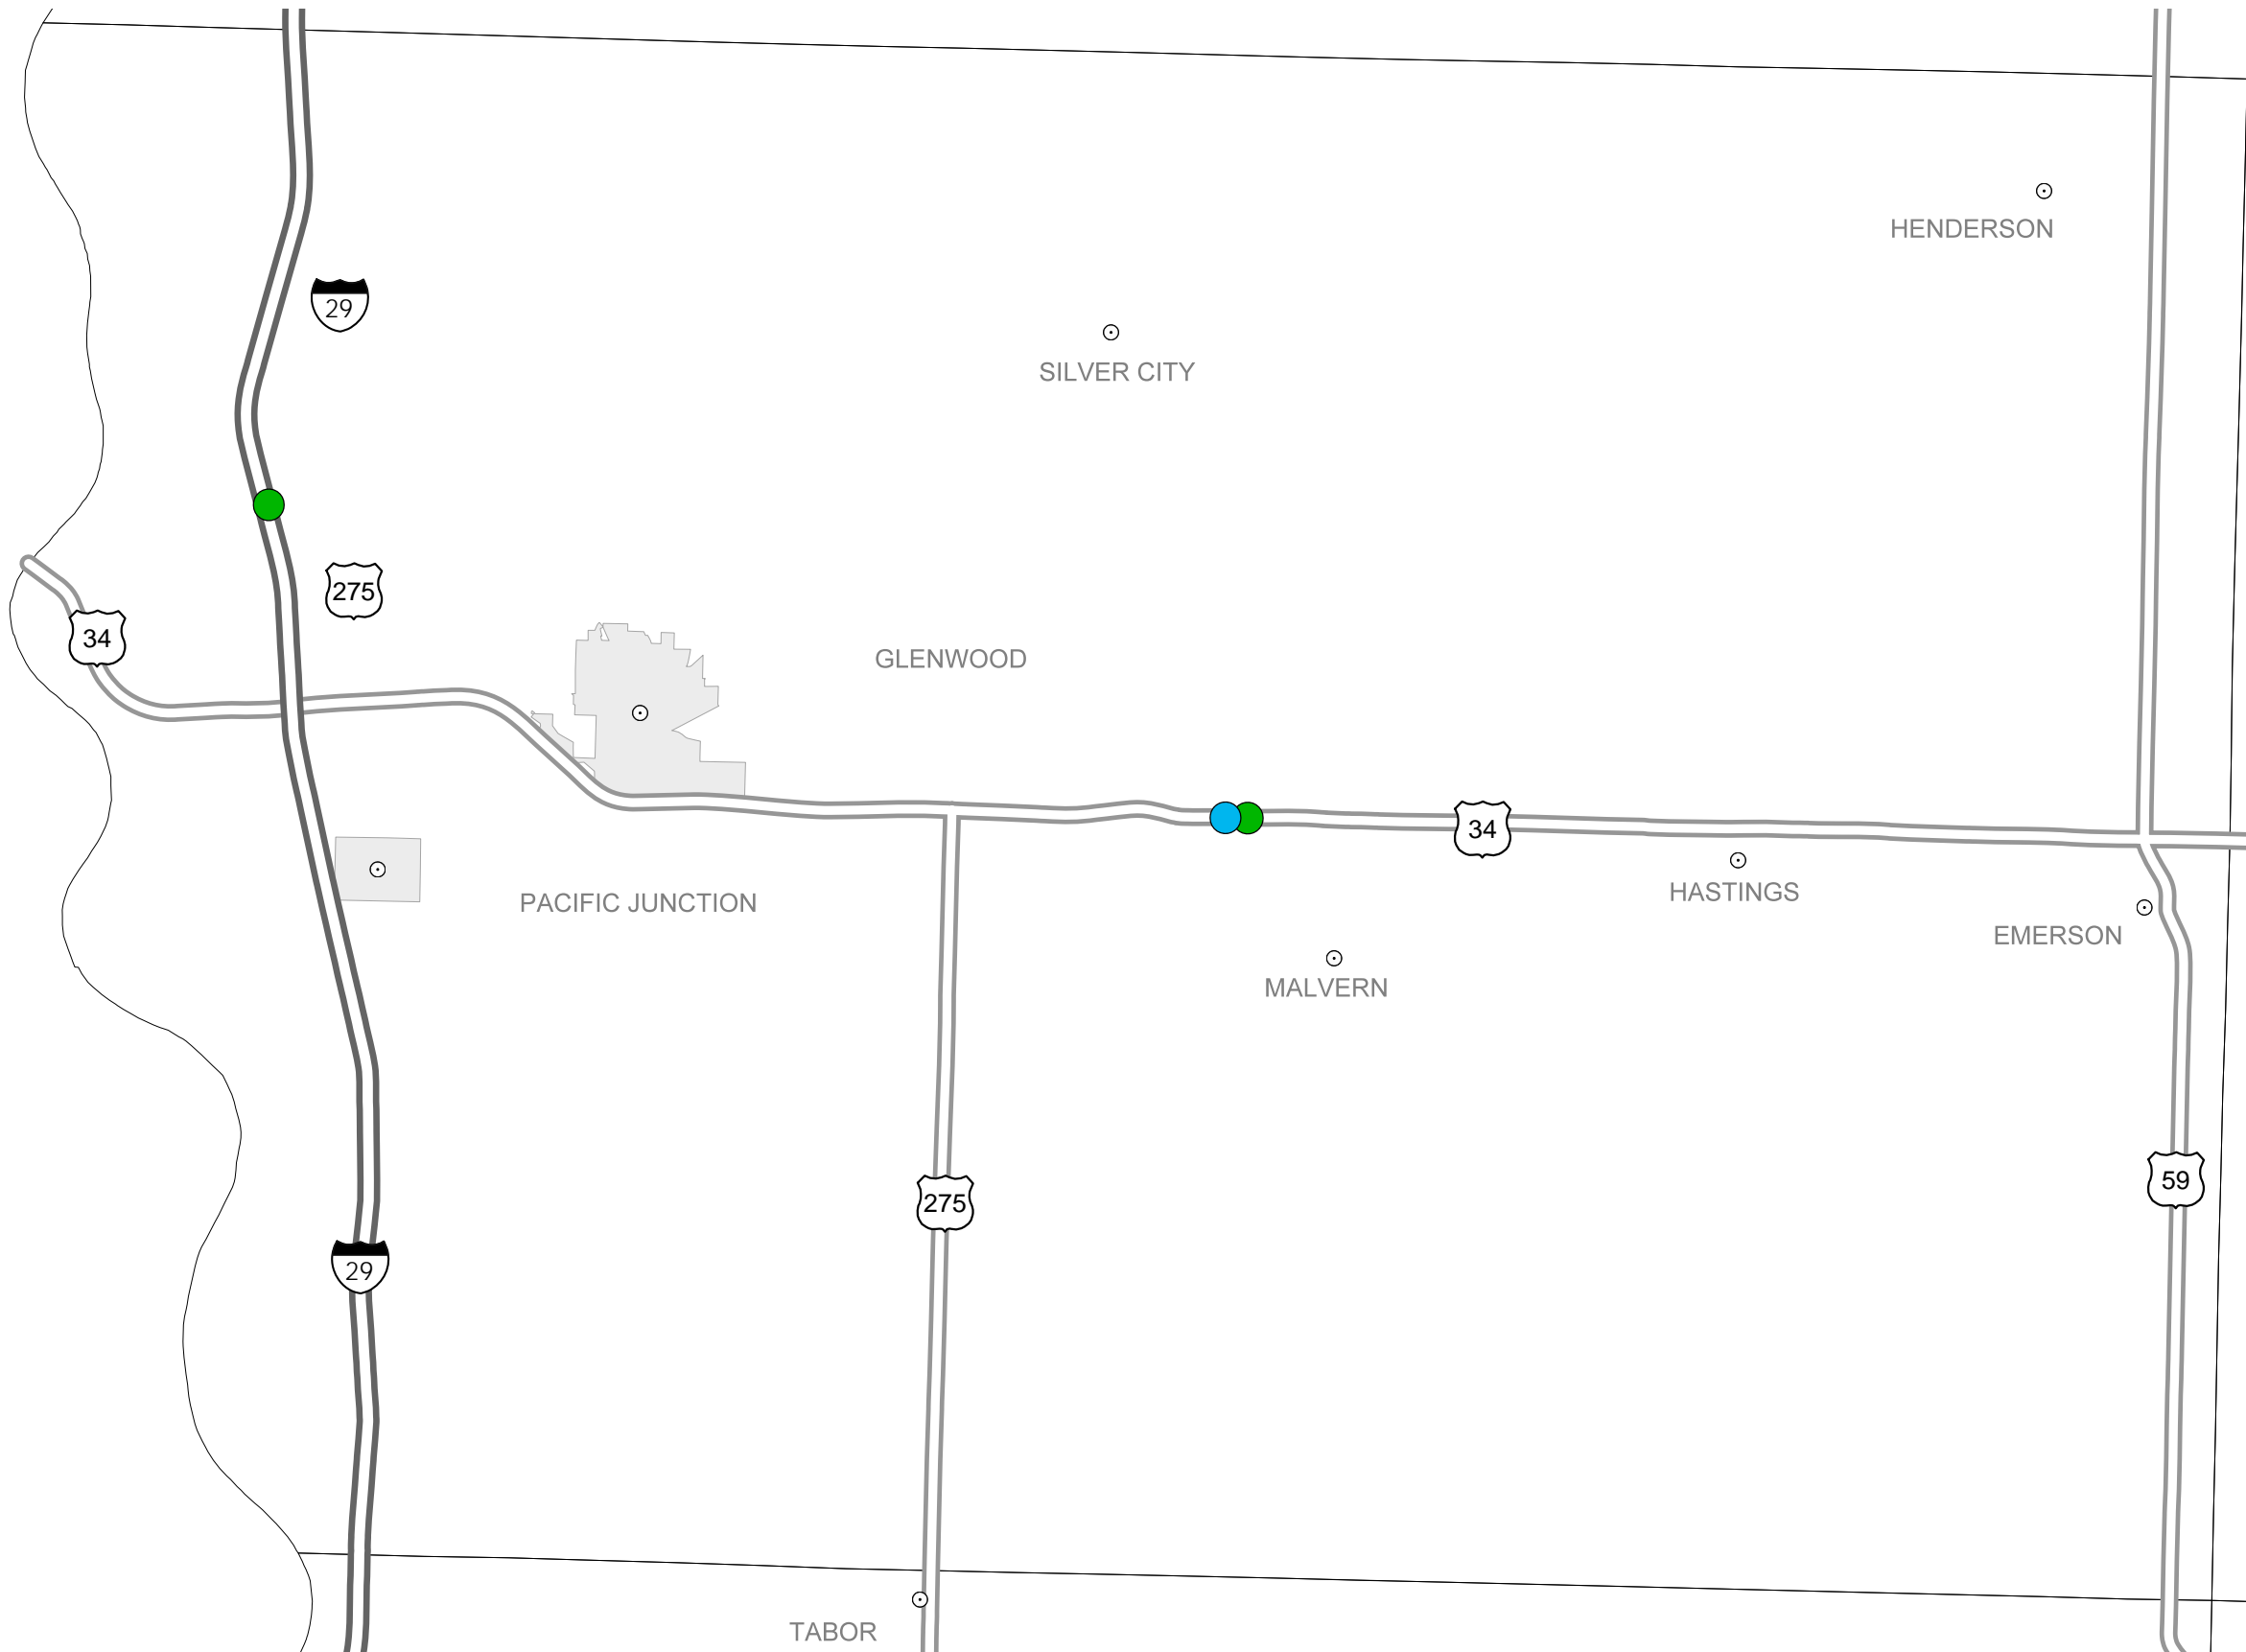 HENDERSON
29
SILVER CITY
275
34
GLENWOOD
34
HASTINGS
PACIFIC JUNCTION
EMERSON
MALVERN
59
275
29
TABOR